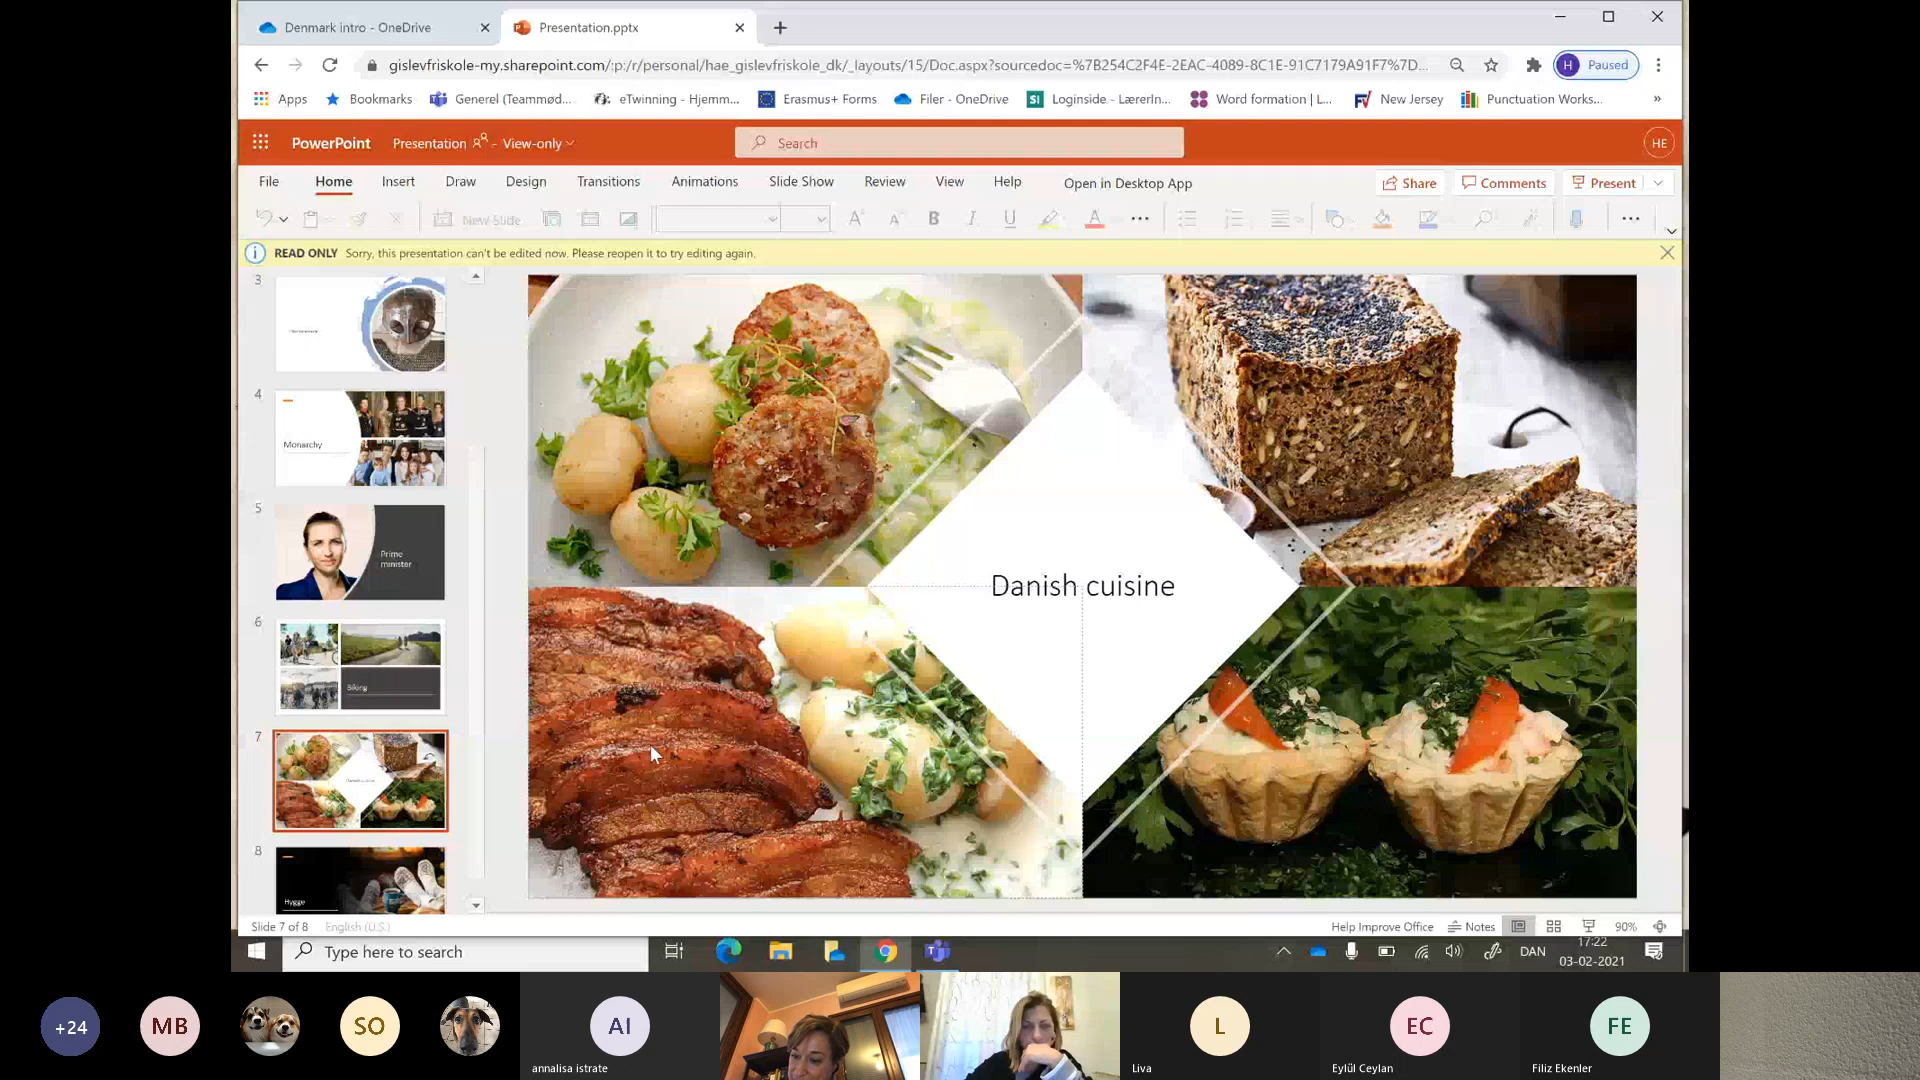 Denmark intro - OneDrive
Presentation.pptx
gislevfriskole-my.sharepoint.com/:p:/r/personal/hae_gislevfriskole_dk/_layouts/15/Doc.aspx?sourcedoc=%7B254C2F4E-2EAC-4089-8C1E-91C7179A91F7%7D...
H Paused
Apps Bookmarks Generel (Teammød... eTwinning - Hjemm... Erasmus+ Forms Filer - OneDrive Loginside - LærerIn... Word formation | L... New Jersey Punctuation Works... »
PowerPoint Presentation - View-only Search HE
File Home Insert Draw Design Transitions Animations Slide Show Review View Help Open in Desktop App Share Comments Present
New Slide B I U A
READ ONLY Sorry, this presentation can't be edited now. Please reopen it to try editing again.
3
4
Monarchy
5
Prime
minister
6
Biking
7
8
Hygge
Danish cuisine
Slide 7 of 8 English (U.S.) Help Improve Office Notes 90%
Type here to search DAN
17:22
03-02-2021
+24 MB SO AI L EC FE
annalisa istrate Liva Eylül Ceylan Filiz Ekenler